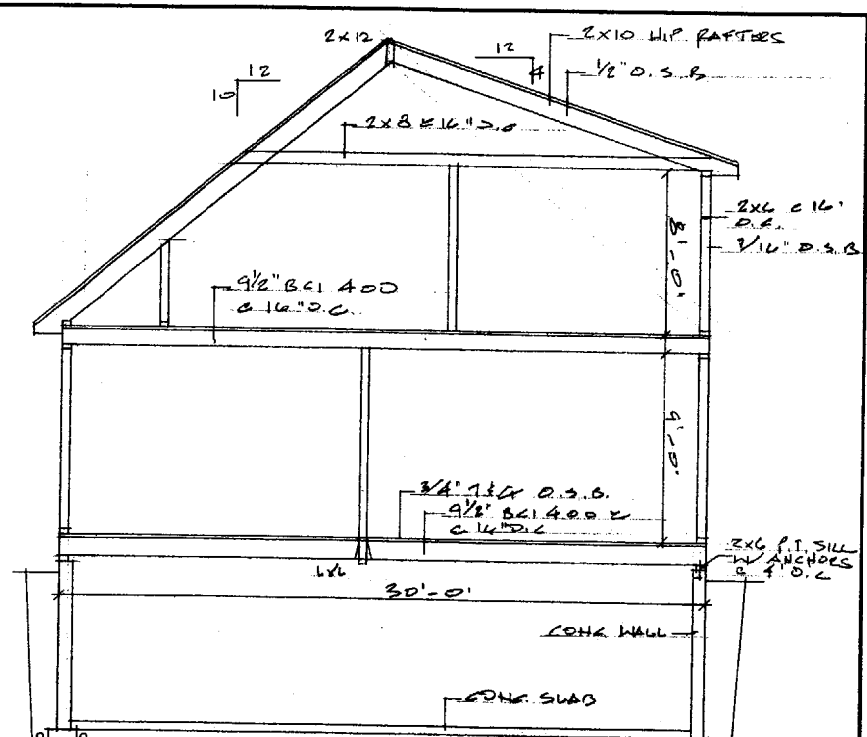 2x12
12
2X10 HIP RAFTERS
4
1/2" O.S.B
12
10
2x8 @ 16" O.C
2x6 @ 16"
O.C.
7/16" O.S.B
8'-0"
9 1/2" BCI 400
@ 16" O.C.
9'-0"
3/4" T&G O.S.B.
9 1/2" BCI 400
@ 16" O.C
2x6 P.T. SILL
W/ ANCHORS
@ 4' O.C
6x6
30'-0"
CONC WALL
CONC. SLAB